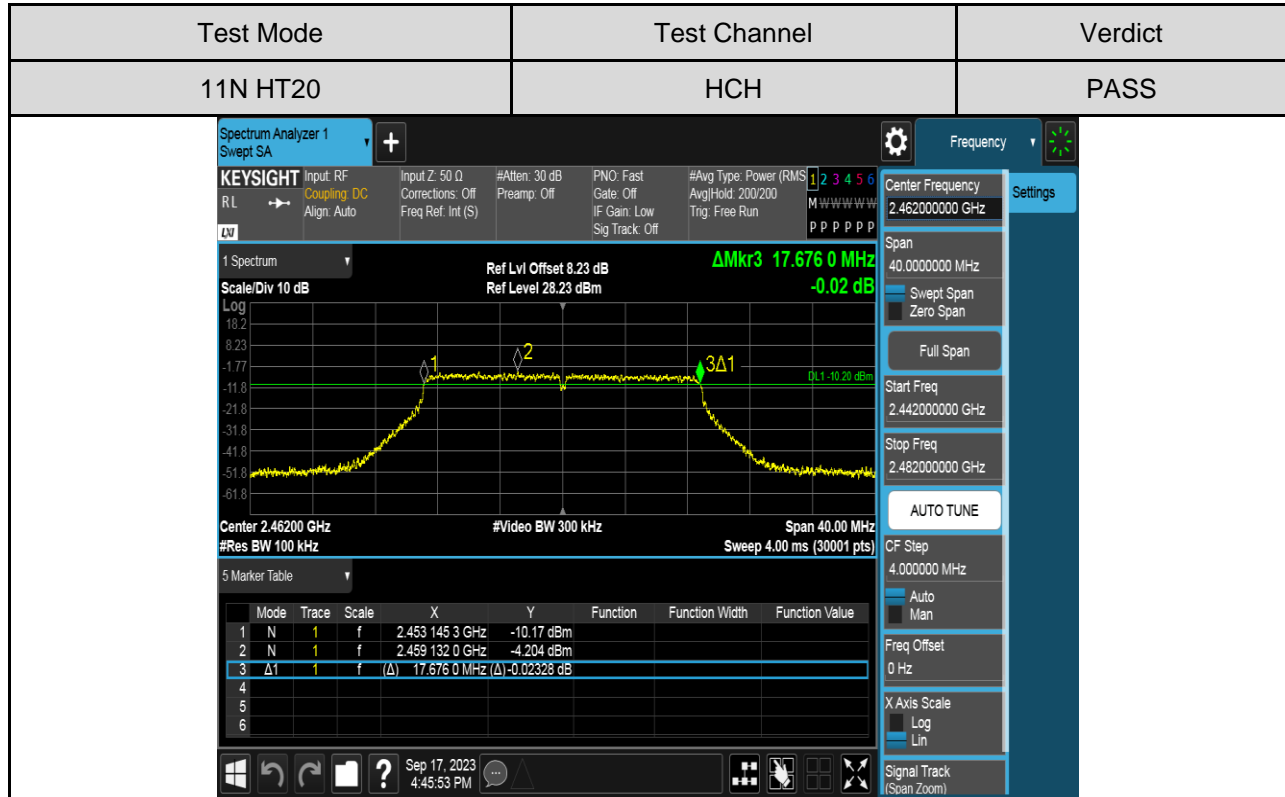 Test Mode Test Channel Verdict
11N HT20 HCH PASS
Spectrum Analyzer 1
Swept SA
+
Frequency
KEYSIGHT Input: RF Input Z: 50 Ω #Atten: 30 dB PNO: Fast #Avg Type: Power (RMS 1 2 3 4 5 6
RL Coupling: DC Corrections: Off Preamp: Off Gate: Off Avg|Hold: 200/200 M W W W W W
Align: Auto Freq Ref: Int (S) IF Gain: Low Trig: Free Run
LXI Sig Track: Off P P P P P P
1 Spectrum
Ref Lvl Offset 8.23 dB ΔMkr3 17.676 0 MHz
Scale/Div 10 dB Ref Level 28.23 dBm -0.02 dB
Log
18.2
8.23
-1.77
-11.8
-21.8
-31.8
-41.8
-51.8
-61.8
1
2
3Δ1
DL1 -10.20 dBm
Center 2.46200 GHz #Video BW 300 kHz Span 40.00 MHz
#Res BW 100 kHz Sweep 4.00 ms (30001 pts)
5 Marker Table
Mode Trace Scale X Y Function Function Width Function Value
1 N 1 f 2.453 145 3 GHz -10.17 dBm
2 N 1 f 2.459 132 0 GHz -4.204 dBm
3 Δ1 1 f (Δ) 17.676 0 MHz (Δ) -0.02328 dB
4
5
6
?
Sep 17, 2023
4:45:53 PM
Center Frequency
2.462000000 GHz
Settings
Span
40.0000000 MHz
Swept Span
Zero Span
Full Span
Start Freq
2.442000000 GHz
Stop Freq
2.482000000 GHz
AUTO TUNE
CF Step
4.000000 MHz
Auto
Man
Freq Offset
0 Hz
X Axis Scale
Log
Lin
Signal Track
(Span Zoom)